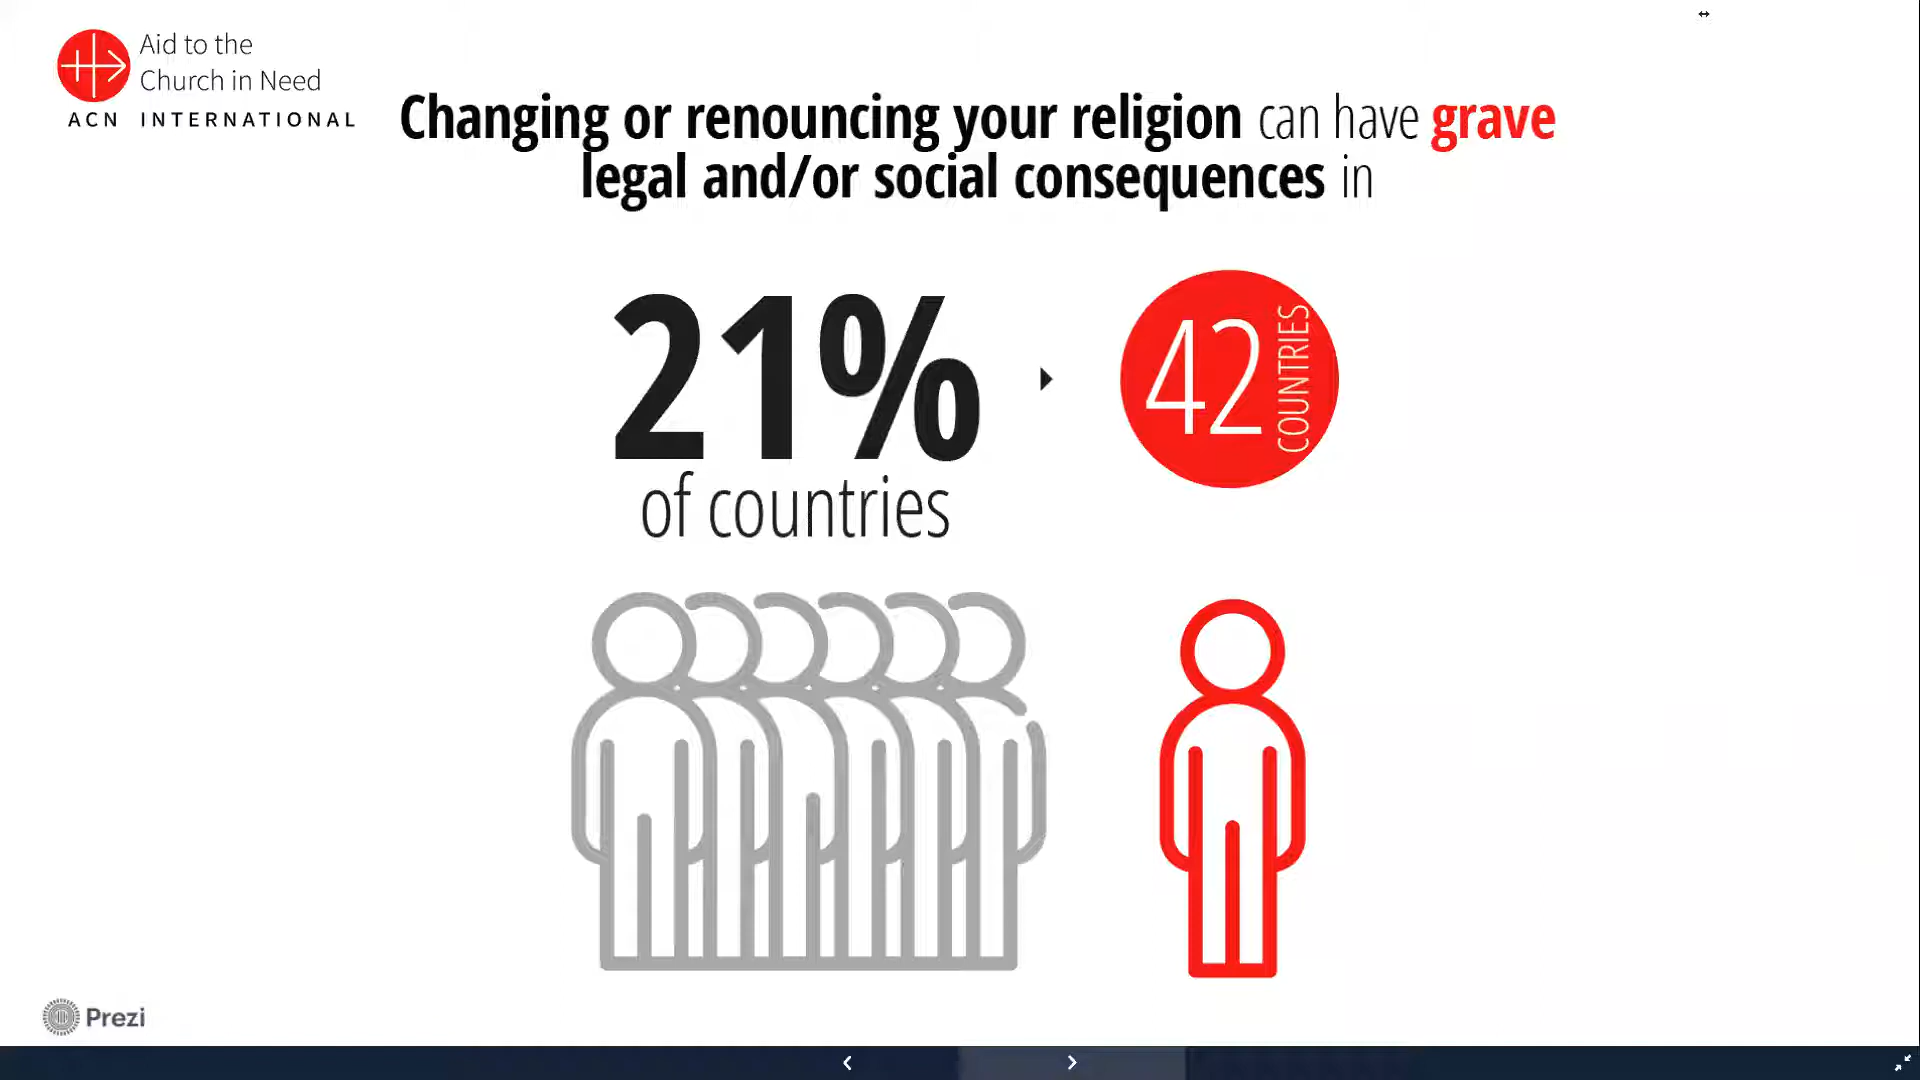 Aid to the
Church in Need
ACN INTERNATIONAL
Changing or renouncing your religion can have grave
legal and/or social consequences in
21%
of countries
42
COUNTRIES
Prezi